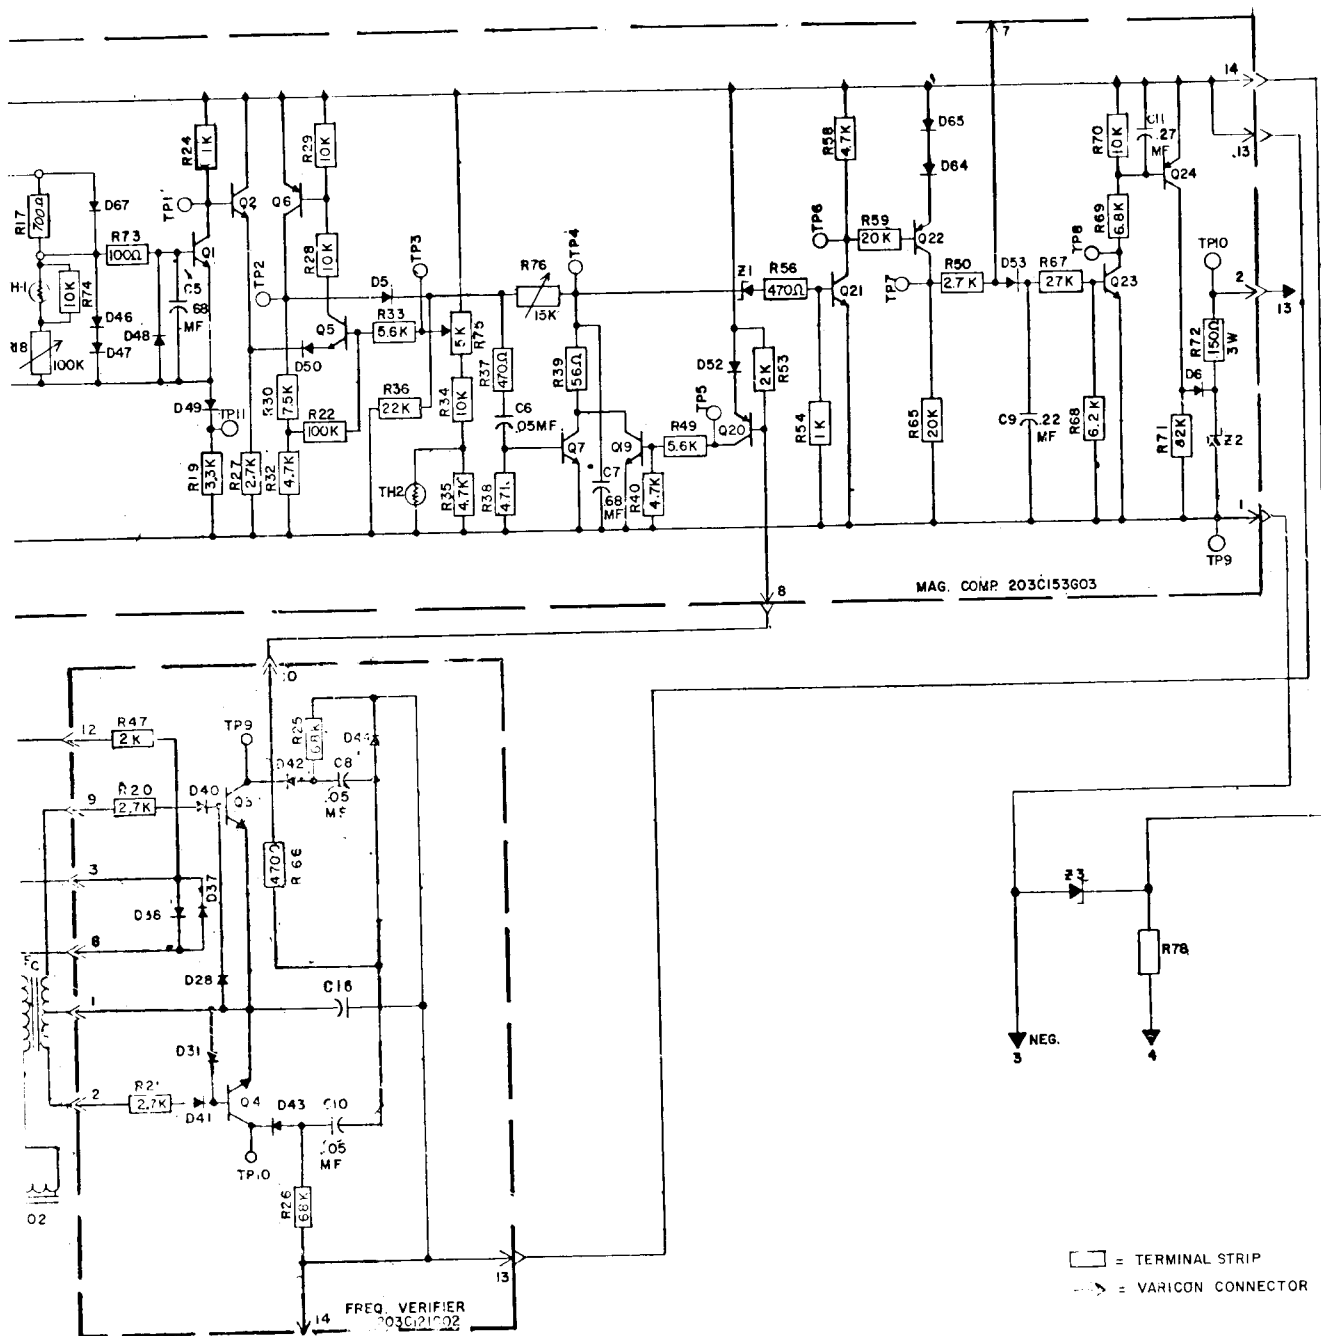 7
14
13
R24
1K
R29
10K
R58
4.7K
D65
D64
R70
10K
C11
.27
MF
Q24
R17
700Ω
D67
TP1
Q2
Q6
R73
100Ω
Q1
TP2
R28
10K
TP3
TP4
TP6
R59
20K
Q22
R69
6.8K
TP8
TP10
R74
10K
C5
.68
MF
D5
R76
15K
Z1
R56
470Ω
Q21
TP7
R50
2.7K
D53
R67
27K
Q23
2
13
D46
D48
D47
100K
Q5
R33
5.6K
5K
R75
R37
470Ω
R39
56Ω
D52
2K
R53
R72
150Ω
3W
D50
D49
TP11
R30
7.5K
R22
100K
R36
22K
R34
10K
C6
.05MF
TP5
R49
5.6K
Q20
R54
1K
R65
20K
C9
.22
MF
R68
6.2K
D6
R71
82K
Z2
Q7
Q19
R19
3.3K
R27
2.7K
R32
4.7K
TH2
R35
4.7K
R38
C7
.68
MF
R40
4.7K
1
TP9
8
MAG. COMP. 203C153G03
12
R47
2K
TP9
R25
68K
D42
C8
.05
9
R20
2.7K
D40
Q3
470Ω
R66
3
D37
D36
8
D28
C16
1
D31
2
R21
2.7K
D41
Q4
D43
C10
.05
MF
TP10
R26
68K
13
14
FREQ. VERIFIER
Z3
R78
NEG.
3
4
02
= TERMINAL STRIP
= VARICON CONNECTOR